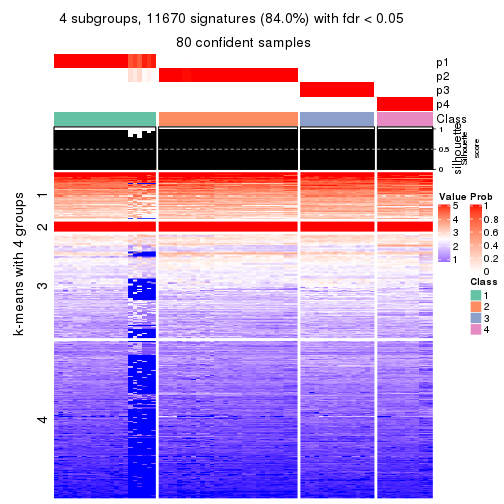 4 subgroups, 11670 signatures (84.0%) with fdr < 0.05
80 confident samples
p1
p2
p3
p4
Class
1
0.5
0
silhouette
Silhouette
score
k-means with 4 groups
1
2
3
4
Value
5
4
3
2
1
Prob
1
0.8
0.6
0.4
0.2
0
Class
1
2
3
4